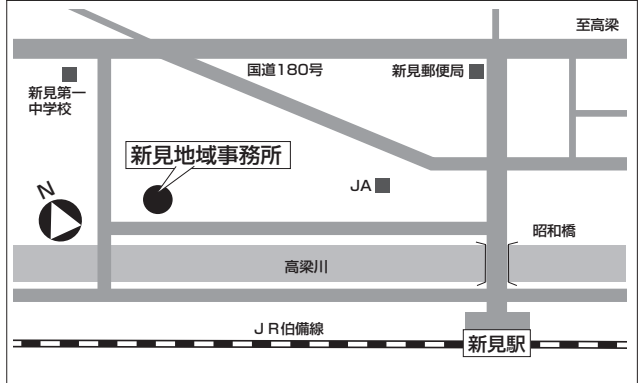 至高梁
国道180号
新見郵便局
新見第一
中学校
新見地域事務所
N
JA
昭和橋
高梁川
JR伯備線
新見駅